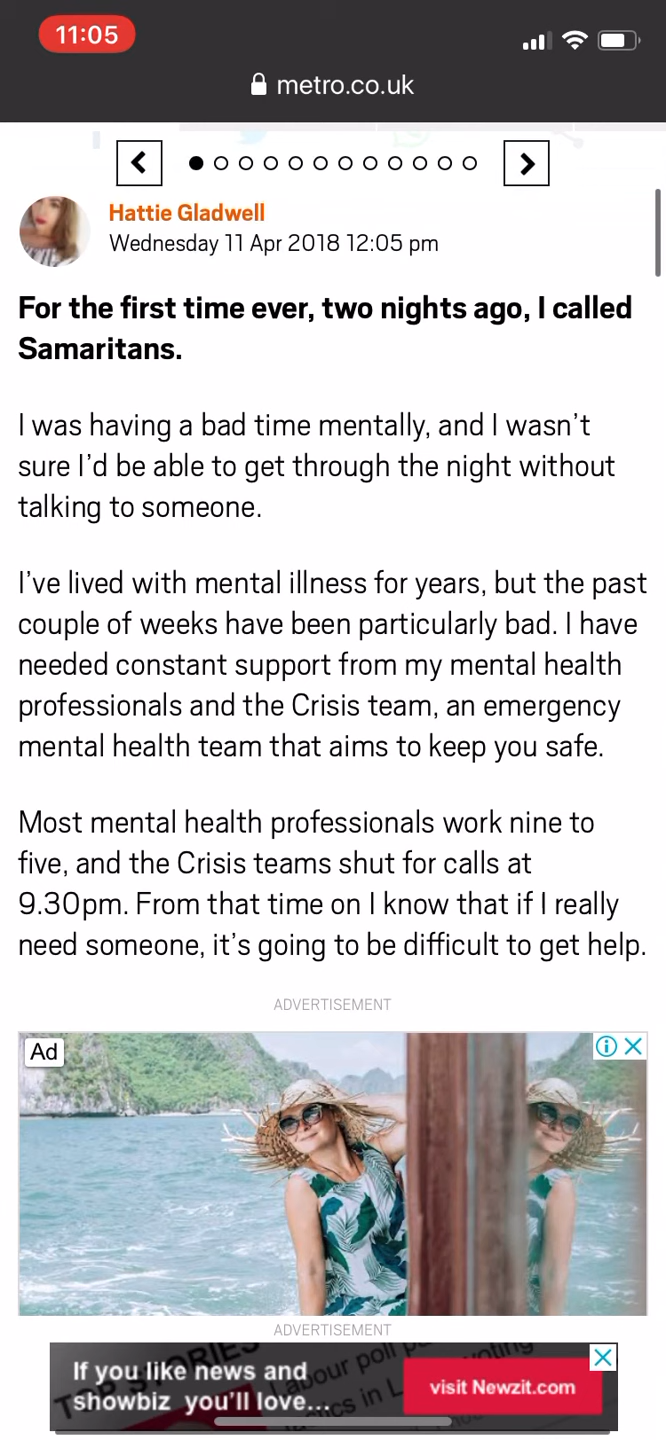 11:05
metro.co.uk
Hattie Gladwell
Wednesday 11 Apr 2018 12:05 pm
For the first time ever, two nights ago, I called
Samaritans.
I was having a bad time mentally, and I wasn’t
sure I’d be able to get through the night without
talking to someone.
I’ve lived with mental illness for years, but the past
couple of weeks have been particularly bad. I have
needed constant support from my mental health
professionals and the Crisis team, an emergency
mental health team that aims to keep you safe.
Most mental health professionals work nine to
five, and the Crisis teams shut for calls at
9.30pm. From that time on I know that if I really
need someone, it’s going to be difficult to get help.
ADVERTISEMENT
Ad
ADVERTISEMENT
TOP STORIES
Labour poll
voting
tactics in L
If you like news and
showbiz you’ll love...
visit Newzit.com